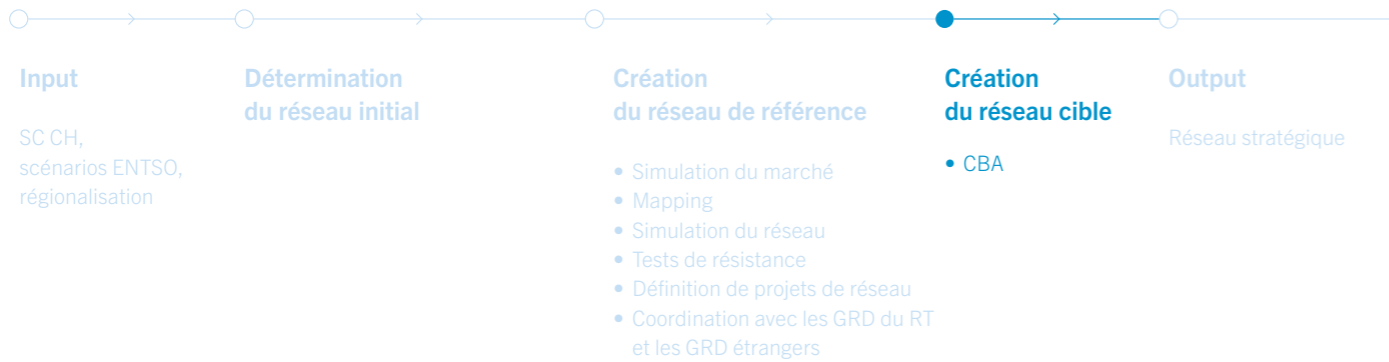 Input
SC CH,
scénarios ENTSO,
régionalisation
Détermination
du réseau initial
Création
du réseau de référence
• Simulation du marché
• Mapping
• Simulation du réseau
• Tests de résistance
• Définition de projets de réseau
• Coordination avec les GRD du RT
et les GRD étrangers
Création
du réseau cible
• CBA
Output
Réseau stratégique